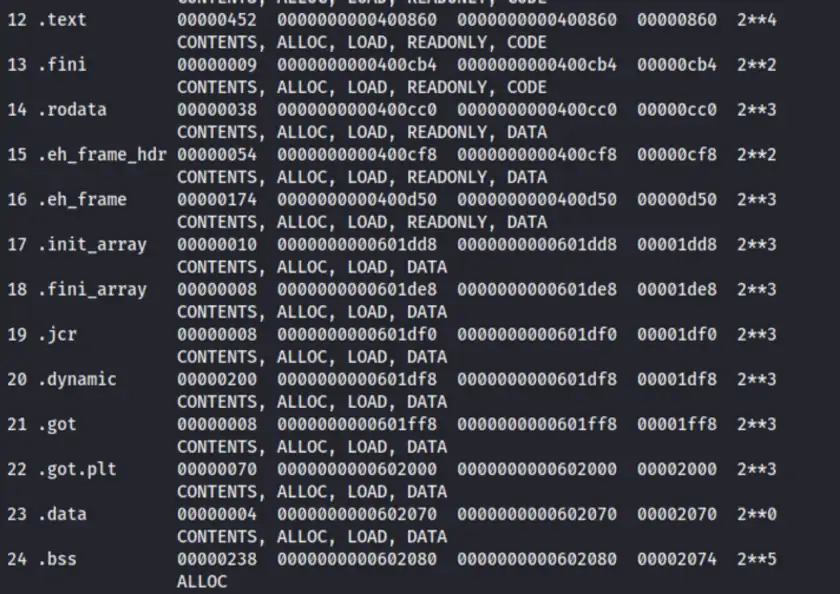 CONTENTS, ALLOC, LOAD, READONLY, CODE
12 .text 00000452 0000000000400860 0000000000400860 00000860 2**4
CONTENTS, ALLOC, LOAD, READONLY, CODE
13 .fini 00000009 0000000000400cb4 0000000000400cb4 00000cb4 2**2
CONTENTS, ALLOC, LOAD, READONLY, CODE
14 .rodata 00000038 0000000000400cc0 0000000000400cc0 00000cc0 2**3
CONTENTS, ALLOC, LOAD, READONLY, DATA
15 .eh_frame_hdr 00000054 0000000000400cf8 0000000000400cf8 00000cf8 2**2
CONTENTS, ALLOC, LOAD, READONLY, DATA
16 .eh_frame 00000174 0000000000400d50 0000000000400d50 00000d50 2**3
CONTENTS, ALLOC, LOAD, READONLY, DATA
17 .init_array 00000010 0000000000601dd8 0000000000601dd8 00001dd8 2**3
CONTENTS, ALLOC, LOAD, DATA
18 .fini_array 00000008 0000000000601de8 0000000000601de8 00001de8 2**3
CONTENTS, ALLOC, LOAD, DATA
19 .jcr 00000008 0000000000601df0 0000000000601df0 00001df0 2**3
CONTENTS, ALLOC, LOAD, DATA
20 .dynamic 00000200 0000000000601df8 0000000000601df8 00001df8 2**3
CONTENTS, ALLOC, LOAD, DATA
21 .got 00000008 0000000000601ff8 0000000000601ff8 00001ff8 2**3
CONTENTS, ALLOC, LOAD, DATA
22 .got.plt 00000070 0000000000602000 0000000000602000 00002000 2**3
CONTENTS, ALLOC, LOAD, DATA
23 .data 00000004 0000000000602070 0000000000602070 00002070 2**0
CONTENTS, ALLOC, LOAD, DATA
24 .bss 00000238 0000000000602080 0000000000602080 00002074 2**5
ALLOC